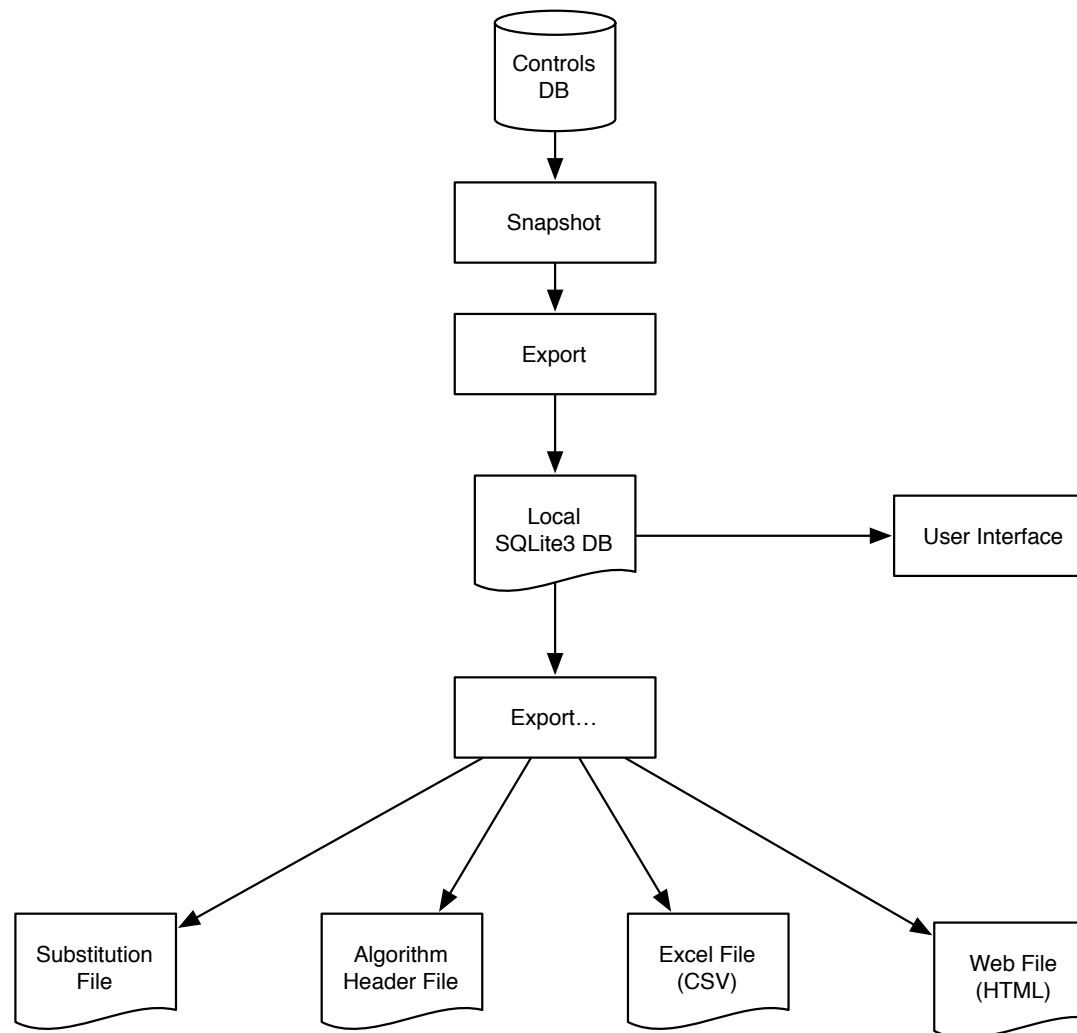 Controls
DB
Snapshot
Export
Local
SQLite3 DB
User Interface
Export…
Substitution
File
Algorithm
Header File
Excel File
(CSV)
Web File
(HTML)